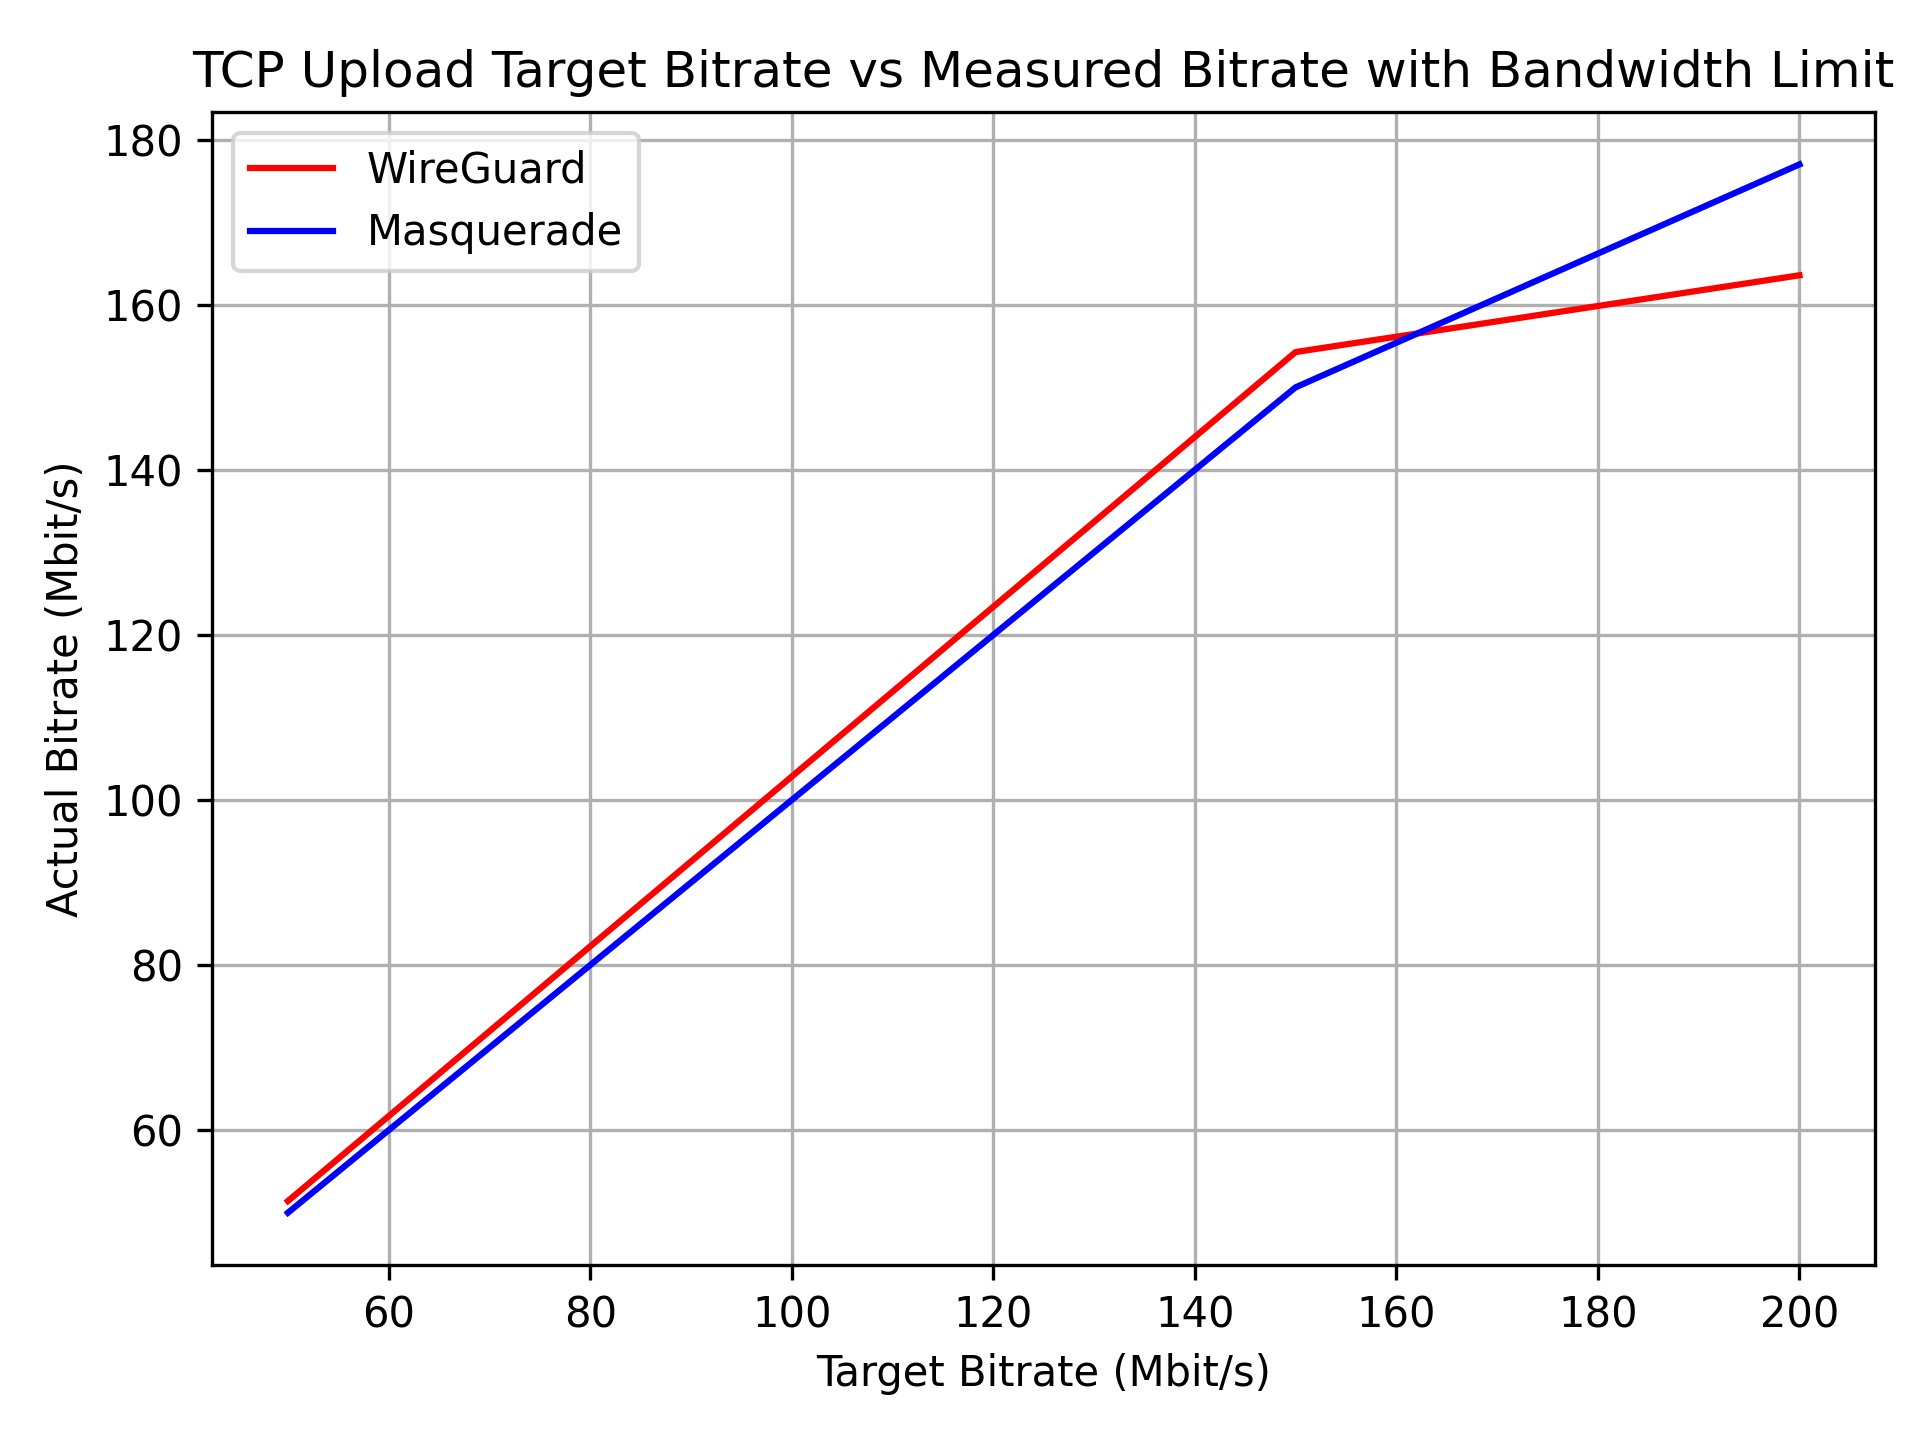 TCP Upload Target Bitrate vs Measured Bitrate with Bandwidth Limit
WireGuard
Masquerade
180
160
140
120
100
80
60
Actual Bitrate (Mbit/s)
60 80 100 120 140 160 180 200
Target Bitrate (Mbit/s)